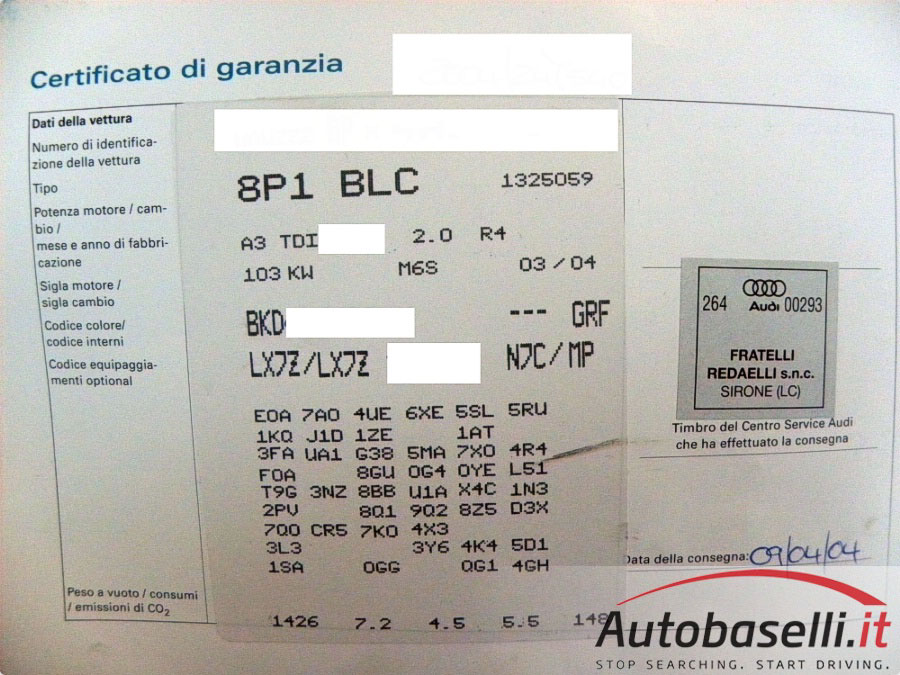 Certificato di garanzia
Dati della vettura
Numero di identifica-
zione della vettura
Tipo
Potenza motore / cam-
bio /
mese e anno di fabbri-
cazione
Sigla motore /
sigla cambio
Codice colore/
codice interni
Codice equipaggia-
menti optional
Peso a vuoto / consumi
/ emissioni di CO2
8P1 BLC 1325059
A3 TDI 2.0 R4
103 KW M6S 03 / 04
BKD --- GRF
LX7Z/LX7Z N7C/MP
E0A 7A0 4UE 6XE 5SL 5RU
1KQ J1D 1ZE 1AT
3FA UA1 G38 5MA 7X0 4R4
F0A 8GU 0G4 0YE L51
T9G 3NZ 8BB U1A X4C 1N3
2PV 8Q1 9Q2 8Z5 D3X
7Q0 CR5 7K0 4X3
3L3 3Y6 4K4 5D1
1SA 0GG QG1 4GH
1426 7.2 4.5 5.5 148
264 Audi 00293
FRATELLI
REDAELLI s.n.c.
SIRONE (LC)
Timbro del Centro Service Audi
che ha effettuato la consegna
Data della consegna: 09/04/04
Autobaselli.it
STOP SEARCHING. START DRIVING.